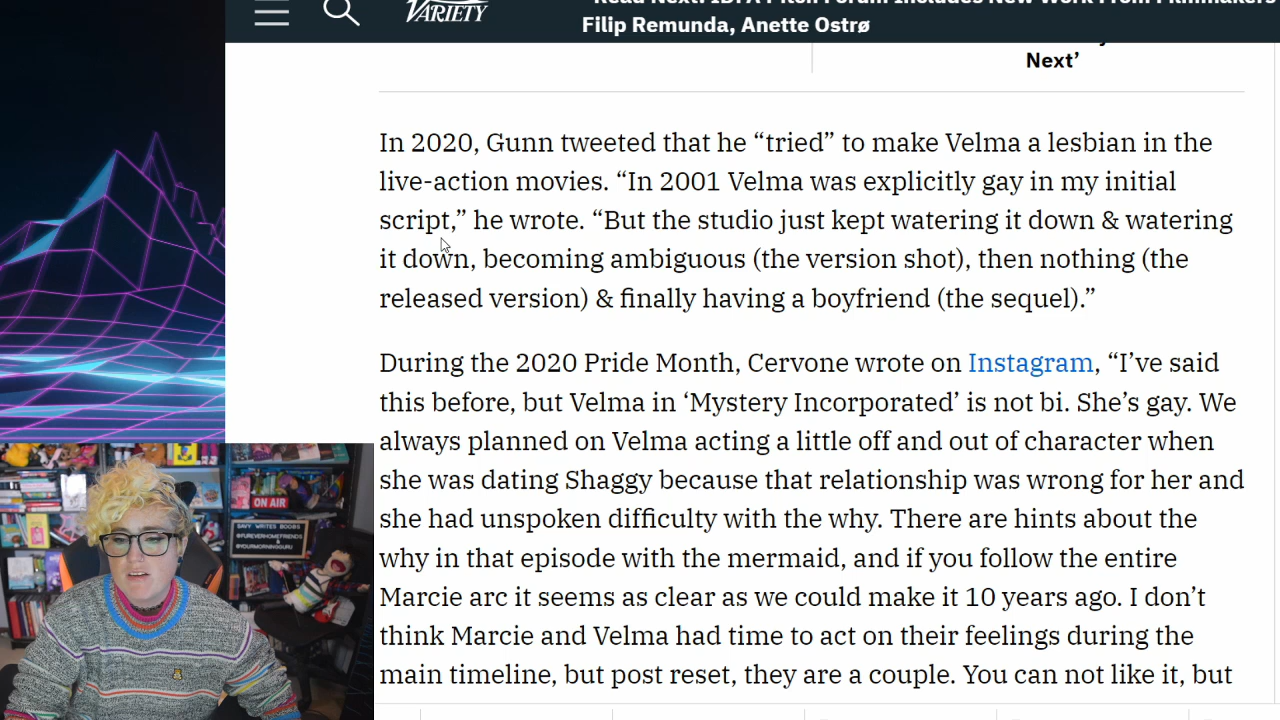 VARIETY
Filip Remunda, Anette Ostrø
Next’
In 2020, Gunn tweeted that he “tried” to make Velma a lesbian in the
live-action movies. “In 2001 Velma was explicitly gay in my initial
script,” he wrote. “But the studio just kept watering it down & watering
it down, becoming ambiguous (the version shot), then nothing (the
released version) & finally having a boyfriend (the sequel).”
During the 2020 Pride Month, Cervone wrote on Instagram, “I’ve said
this before, but Velma in ‘Mystery Incorporated’ is not bi. She’s gay. We
always planned on Velma acting a little off and out of character when
she was dating Shaggy because that relationship was wrong for her and
she had unspoken difficulty with the why. There are hints about the
why in that episode with the mermaid, and if you follow the entire
Marcie arc it seems as clear as we could make it 10 years ago. I don’t
think Marcie and Velma had time to act on their feelings during the
main timeline, but post reset, they are a couple. You can not like it, but
ON AIR
SAVY WRITES BOOBS
@FUREVERHOMEFRIENDS
&
@YOURMORNINGGURU